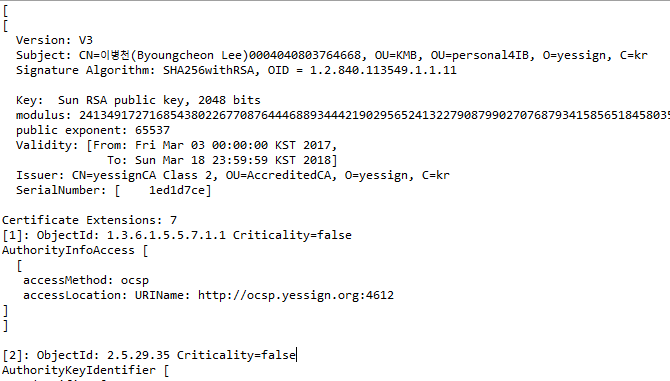 [
[
Version: V3
Subject: CN=이병천(Byoungcheon Lee)0004040803764668, OU=KMB, OU=personal4IB, O=yessign, C=kr
Signature Algorithm: SHA256withRSA, OID = 1.2.840.113549.1.1.11
Key: Sun RSA public key, 2048 bits
modulus: 2413491727168543802267708764446889344421902956524132279087990270768793415856518458035
public exponent: 65537
Validity: [From: Fri Mar 03 00:00:00 KST 2017,
To: Sun Mar 18 23:59:59 KST 2018]
Issuer: CN=yessignCA Class 2, OU=AccreditedCA, O=yessign, C=kr
SerialNumber: [ 1ed1d7ce]
Certificate Extensions: 7
[1]: ObjectId: 1.3.6.1.5.5.7.1.1 Criticality=false
AuthorityInfoAccess [
[
accessMethod: ocsp
accessLocation: URIName: http://ocsp.yessign.org:4612
]
]
[2]: ObjectId: 2.5.29.35 Criticality=false
AuthorityKeyIdentifier [